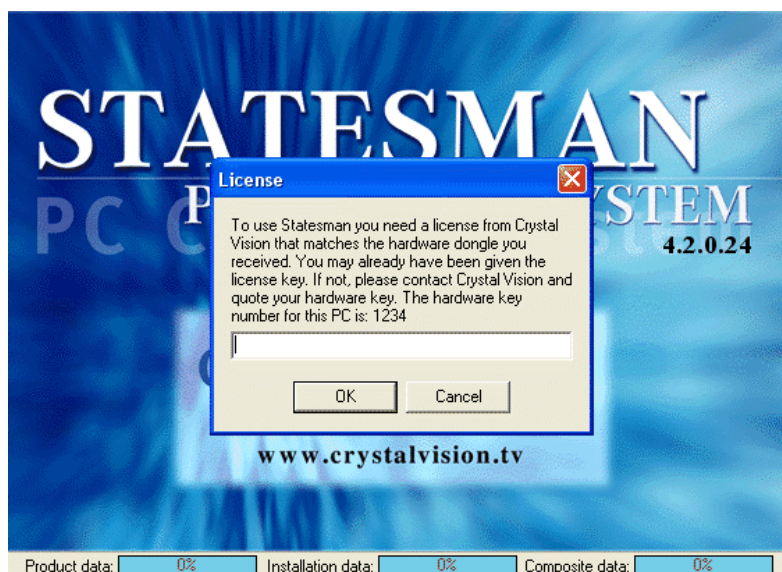 STATESMAN
License
P
YSTEM
PC C
4.2.0.24
To use Statesman you need a license from Crystal
Vision that matches the hardware dongle you
received. You may already have been given the
license key. If not, please contact Crystal Vision and
quote your hardware key. The hardware key
number for this PC is: 1234
OK
Cancel
www.crystalvision.tv
Product data: 0% Installation data: 0% Composite data: 0%